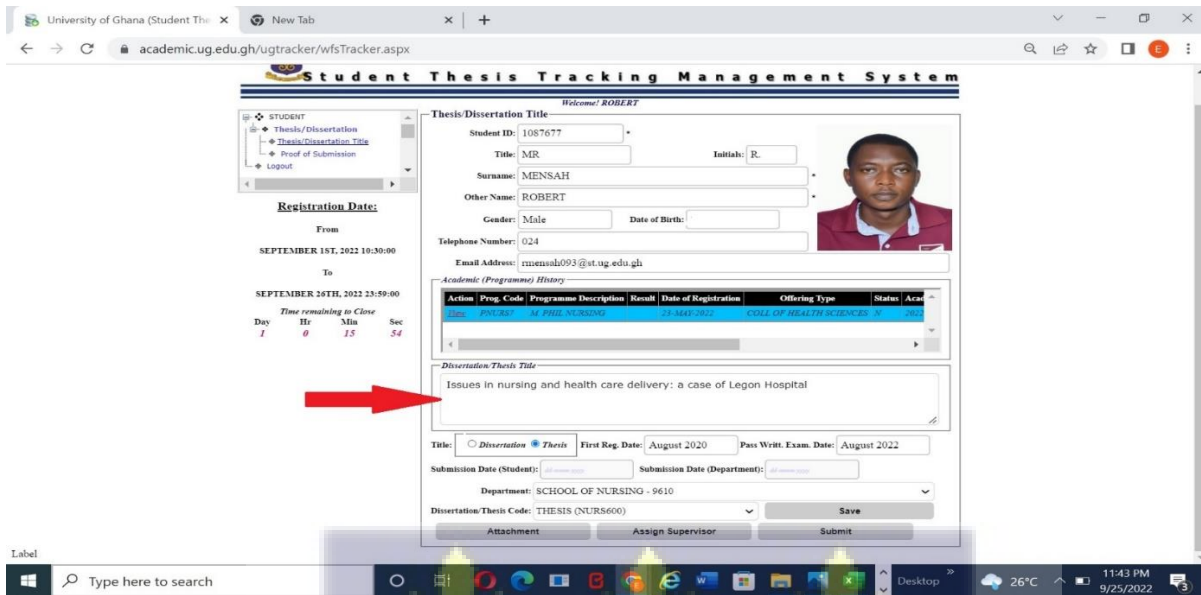 University of Ghana (Student The
New Tab
academic.ug.edu.gh/ugtracker/wfsTracker.aspx
E
Student Thesis Tracking Management System
Welcome! ROBERT
STUDENT
Thesis/Dissertation
Thesis/Dissertation Title
Proof of Submission
Logout
Registration Date:
From
SEPTEMBER 1ST, 2022 10:30:00
To
SEPTEMBER 26TH, 2022 23:59:00
Time remaining to Close
Day Hr Min Sec
1 0 15 54
Thesis/Dissertation Title
Student ID: 1087677 *
Title: MR Initials: R.
Surname: MENSAH *
Other Name: ROBERT *
Gender: Male Date of Birth:
Telephone Number: 024
Email Address: rmensah093@st.ug.edu.gh
Academic (Programme) History
Action Prog. Code Programme Description Result Date of Registration Offering Type Status Acad
View PNURS7 M. PHIL NURSING 23-MAY-2022 COLL OF HEALTH SCIENCES N 2022
Dissertation/Thesis Title
Issues in nursing and health care delivery: a case of Legon Hospital
Title: Dissertation Thesis First Reg. Date: August 2020 Pass Writt. Exam. Date: August 2022
Submission Date (Student): Submission Date (Department):
Department: SCHOOL OF NURSING - 9610
Dissertation/Thesis Code: THESIS (NURS600) Save
Attachment Assign Supervisor Submit
Label
Type here to search
Desktop
26°C
11:43 PM
9/25/2022
3